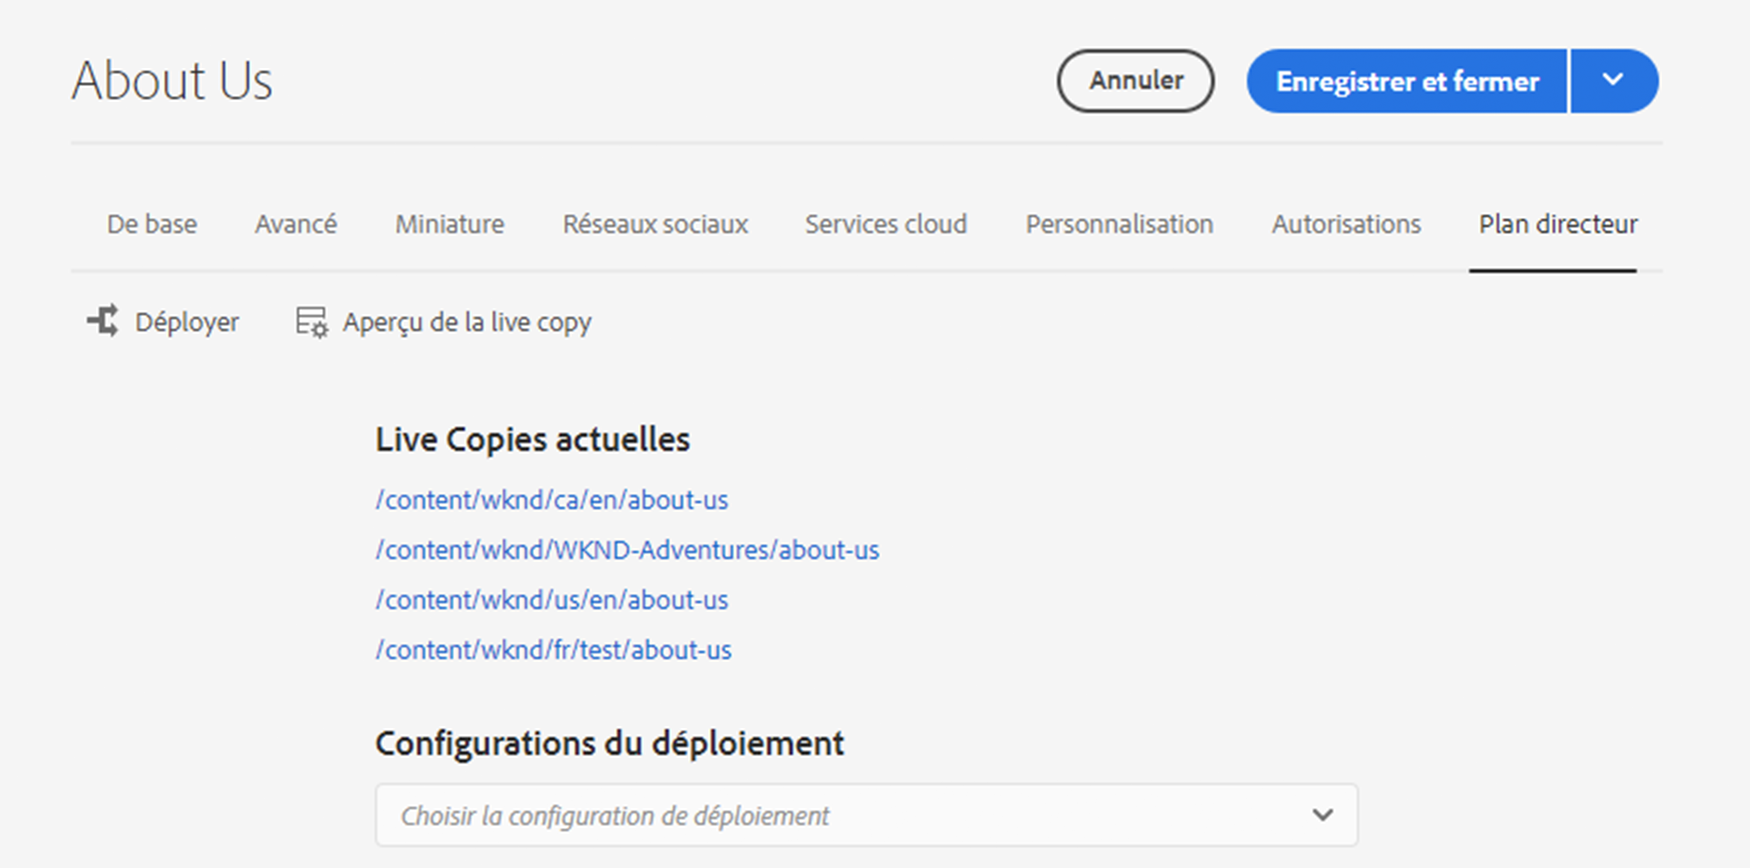 About Us
Annuler
Enregistrer et fermer
De base Avancé Miniature Réseaux sociaux Services cloud Personnalisation Autorisations Plan directeur
Déployer Aperçu de la live copy
Live Copies actuelles
/content/wknd/ca/en/about-us
/content/wknd/WKND-Adventures/about-us
/content/wknd/us/en/about-us
/content/wknd/fr/test/about-us
Configurations du déploiement
Choisir la configuration de déploiement